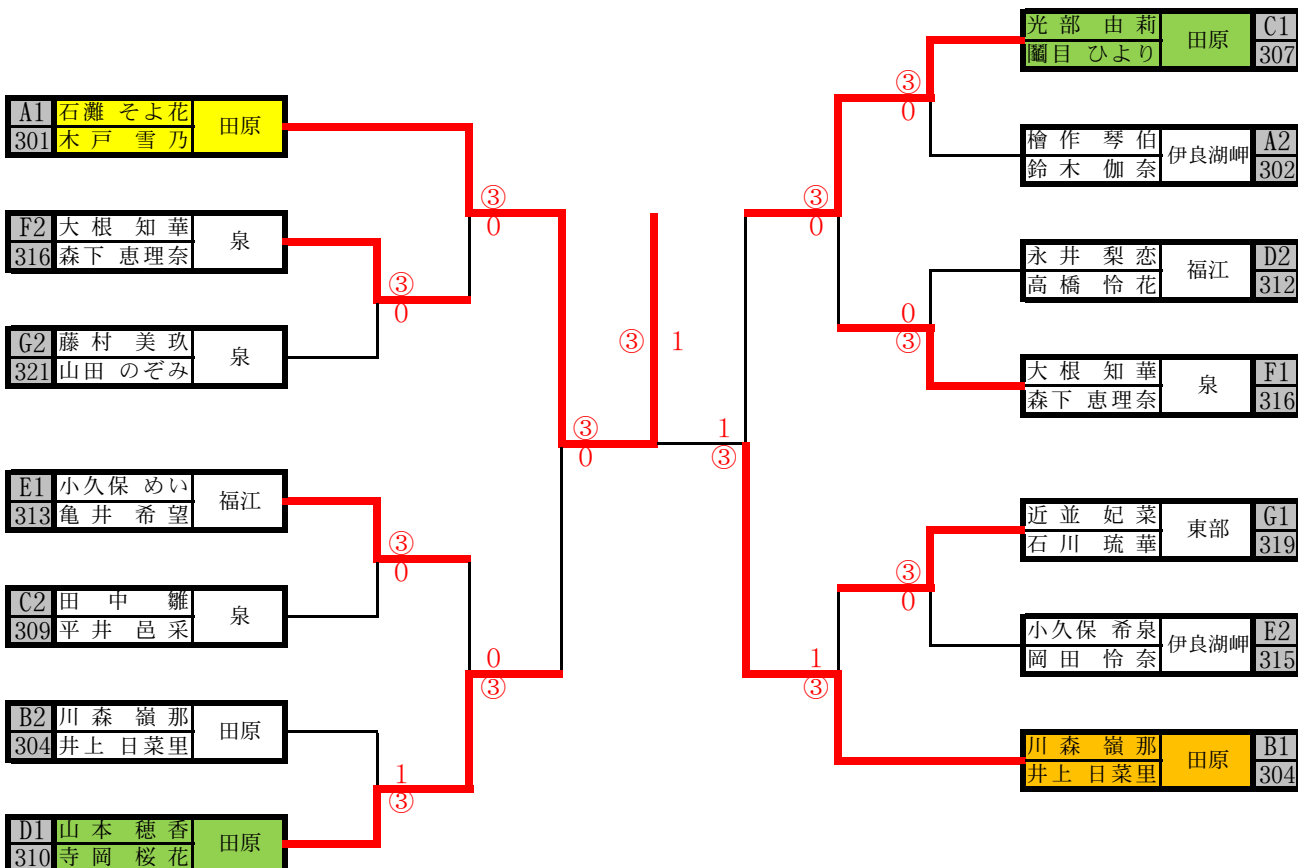 A1 石灘 そよ花 田原
301 木戸 雪乃
③
0
F2 大根 知華 泉
316 森下 恵理奈
③
0
G2 藤村 美玖 泉
321 山田 のぞみ
③
0
E1 小久保 めい 福江
313 亀井 希望
③
0
C2 田中 雛 泉
309 平井 邑采
0
③
B2 川森 嶺那 田原
304 井上 日菜里
1
③
D1 山本 穂香 田原
310 寺岡 桜花
③ 1
光部 由莉 田原 C1
鬮目 ひより 307
③
0
檜作 琴伯 伊良湖岬 A2
鈴木 伽奈 302
③
0
永井 梨恋 福江 D2
高橋 怜花 312
0
③
大根 知華 泉 F1
森下 恵理奈 316
1
③
近並 妃菜 東部 G1
石川 琉華 319
③
0
小久保 希泉 伊良湖岬 E2
岡田 怜奈 315
1
③
川森 嶺那 田原 B1
井上 日菜里 304